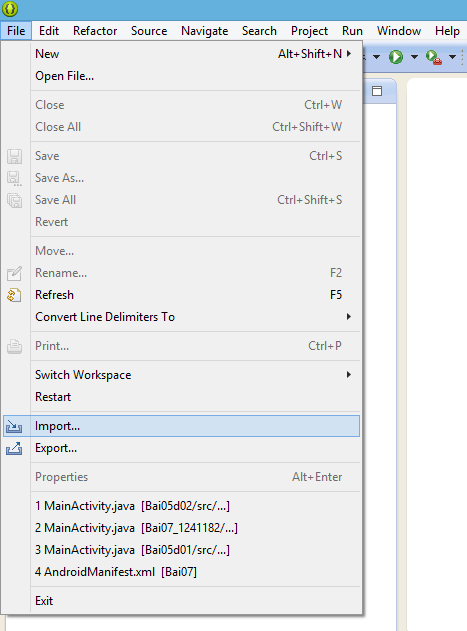 File Edit Refactor Source Navigate Search Project Run Window Help
New Alt+Shift+N
Open File...
Close Ctrl+W
Close All Ctrl+Shift+W
Save Ctrl+S
Save As...
Save All Ctrl+Shift+S
Revert
Move...
Rename... F2
Refresh F5
Convert Line Delimiters To
Print... Ctrl+P
Switch Workspace
Restart
Import...
Export...
Properties Alt+Enter
1 MainActivity.java [Bai05d02/src/...]
2 MainActivity.java [Bai07_1241182/...]
3 MainActivity.java [Bai05d01/src/...]
4 AndroidManifest.xml [Bai07]
Exit